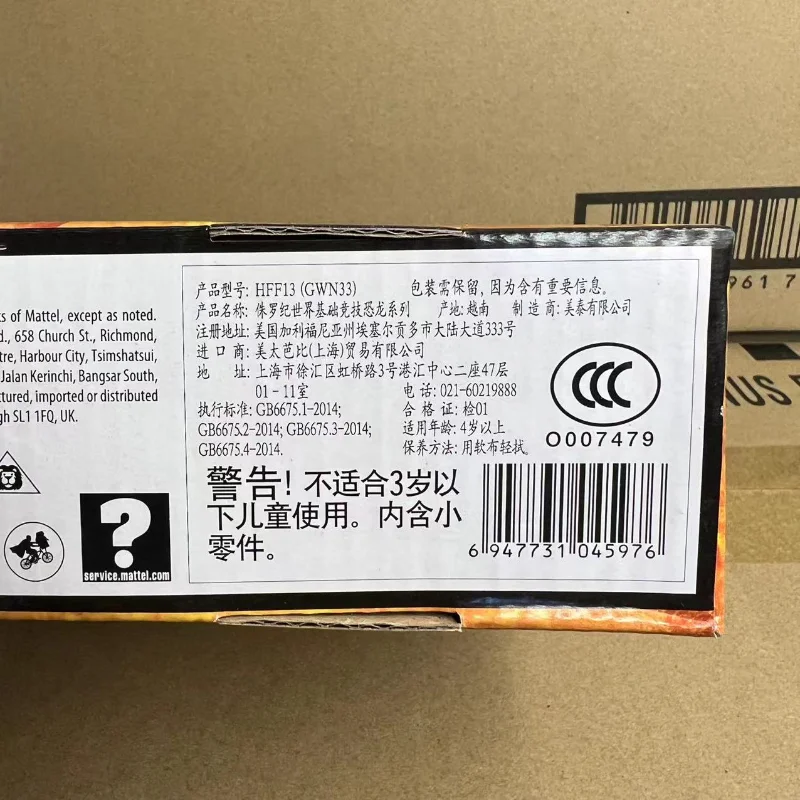 ks of Mattel, except as noted.
d., 658 Church St., Richmond,
tre, Harbour City, Tsimshatsui,
Jalan Kerinchi, Bangsar South,
ctured, imported or distributed
gh SL1 1FQ, UK.
service.mattel.com
产品型号: HFF13 (GWN33) 包装需保留, 因为含有重要信息。
产品名称: 侏罗纪世界基础竞技恐龙系列 产地: 越南 制 造 商: 美泰有限公司
注册地址: 美国加利福尼亚州埃塞尔贡多市大陆大道333号
进 口 商: 美太芭比(上海)贸易有限公司
地 址: 上海市徐汇区虹桥路3号港汇中心二座47层
01-11室 电 话: 021-60219888
执行标准: GB6675.1-2014; 合 格 证: 检01
GB6675.2-2014; GB6675.3-2014; 适用年龄: 4岁以上
GB6675.4-2014. 保养方法: 用软布轻拭。
CCC
O007479
警告! 不适合3岁以
下儿童使用。内含小
零件。
6 947731 045976
961 7
IUS